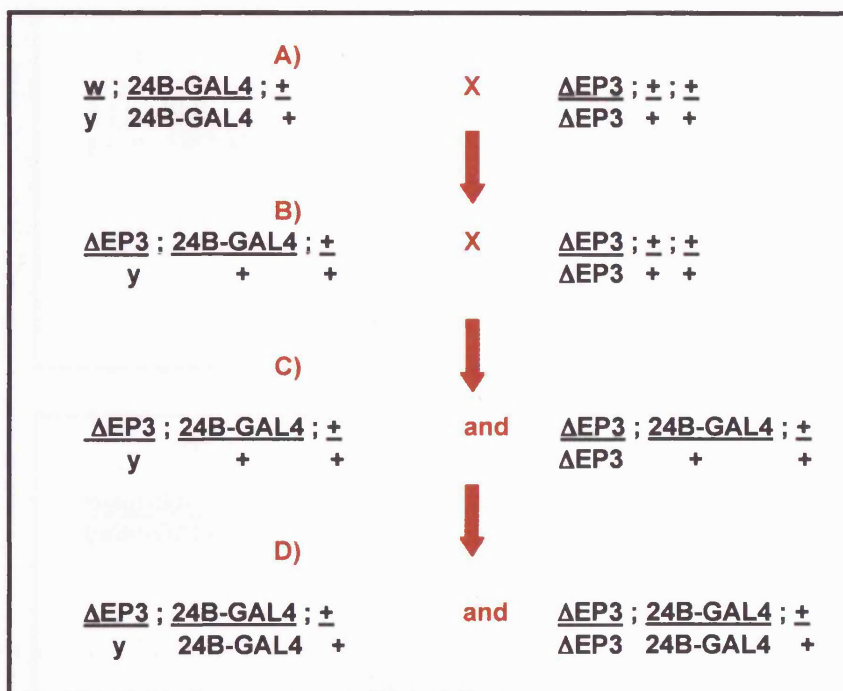 A)
w ; 24B-GAL4 ; + X ΔEP3 ; + ; +
y 24B-GAL4 + ΔEP3 + +
B)
ΔEP3 ; 24B-GAL4 ; + X ΔEP3 ; + ; +
y + + ΔEP3 + +
C)
ΔEP3 ; 24B-GAL4 ; + and ΔEP3 ; 24B-GAL4 ; +
y + + ΔEP3 + +
D)
ΔEP3 ; 24B-GAL4 ; + and ΔEP3 ; 24B-GAL4 ; +
y 24B-GAL4 + ΔEP3 24B-GAL4 +